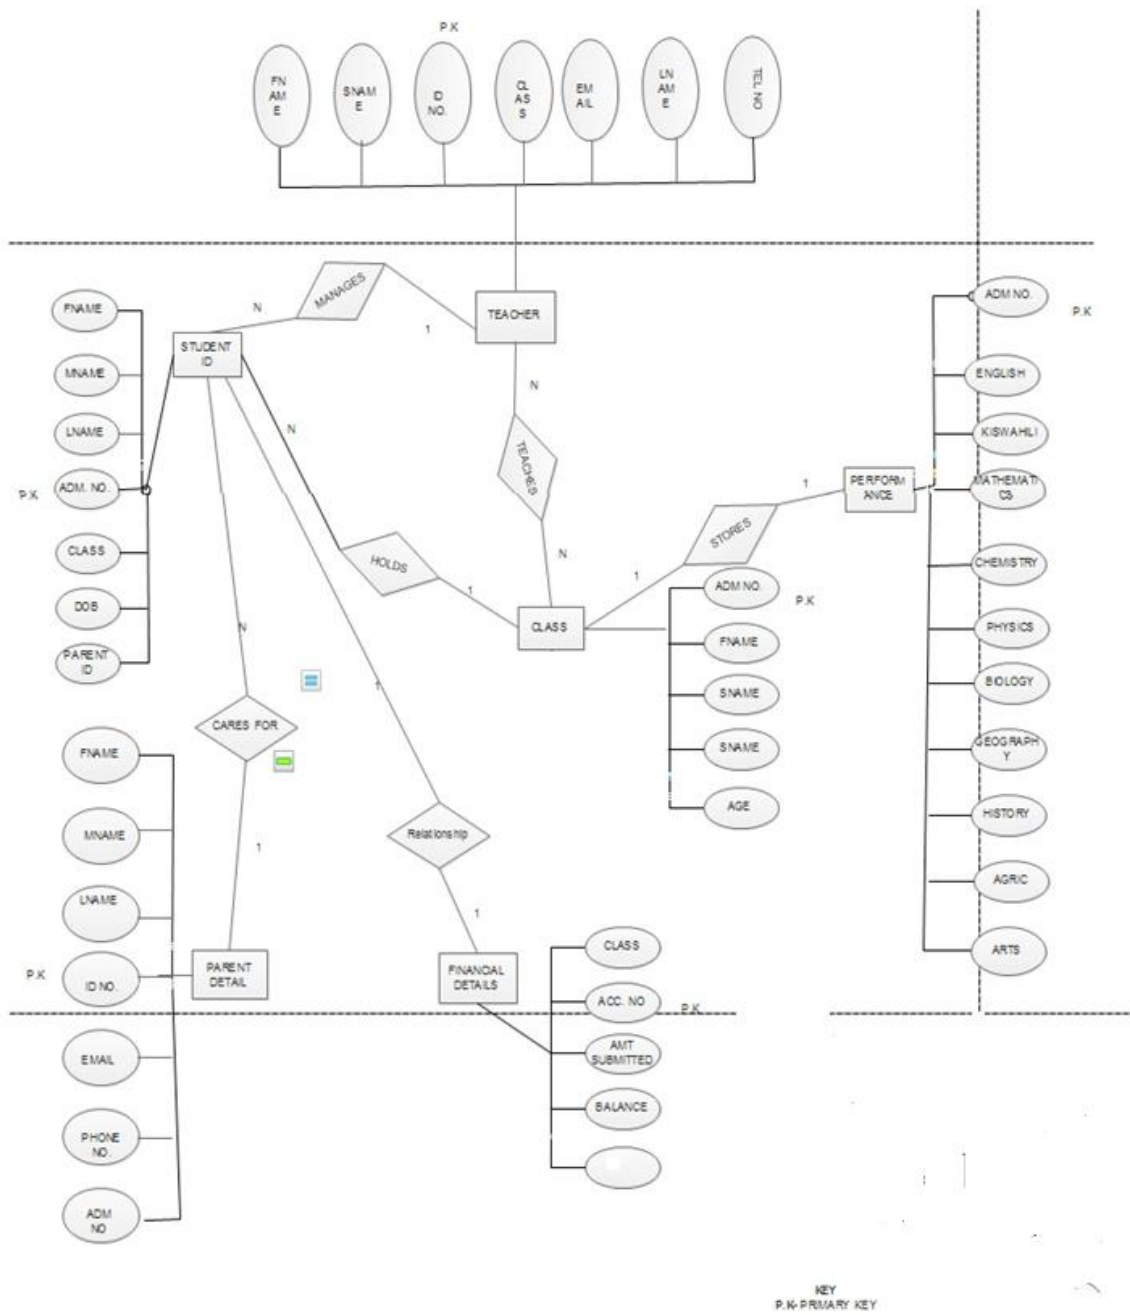 P.K
FN
AM
E
SNAM
E
ID
NO.
CL
AS
S
EM
AIL
LN
AM
E
TEL NO
MANAGES
N
1
TEACHER
STUDENT
ID
FNAME
MNAME
LNAME
P.K
ADM. NO.
CLASS
DOB
PARENT
ID
N
N
TEACHES
N
HOLDS
1
CLASS
1
STORES
1
PERFORM
ANCE
ADM NO.
P.K
ENGLISH
KISWAHILI
MATHEMATI
CS
CHEMISTRY
PHYSICS
BIOLOGY
GEOGRAPH
Y
HISTORY
AGRIC
ARTS
ADM NO.
P.K
FNAME
SNAME
SNAME
AGE
N
CARES FOR
1
1
Relationship
1
FNAME
MNAME
LNAME
P.K
ID NO.
EMAIL
PHONE
NO.
ADM
NO
PARENT
DETAIL
FINANCIAL
DETAILS
CLASS
ACC. NO
P.K
AMT
SUBMITTED
BALANCE
KEY
P.K-PRIMARY KEY